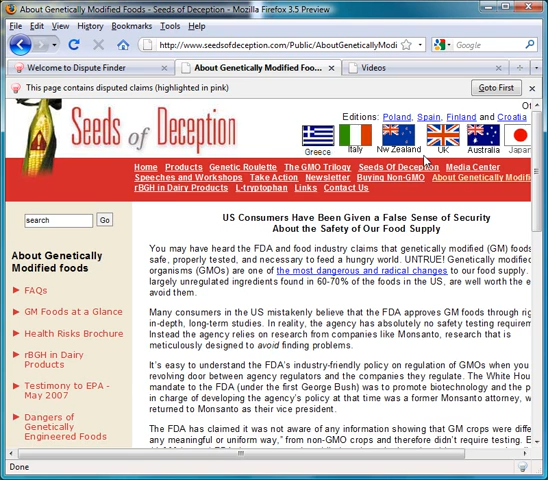 About Genetically Modified Foods - Seeds of Deception - Mozilla Firefox 3.5 Preview
File Edit View History Bookmarks Tools Help
http://www.seedsofdeception.com/Public/AboutGeneticallyModi
Google
Welcome to Dispute Finder
About Genetically Modified Foo...
Videos
This page contains disputed claims (highlighted in pink)
Goto First
Seeds of Deception
Editions: Poland, Spain, Finland and Croatia
Greece Italy Nw Zealand UK Australia Japan
Home Products Genetic Roulette The GMO Trilogy Seeds Of Deception Media Center
Speeches and Workshops Take Action Newsletter Buying Non-GMO About Genetically Modifi
rBGH in Dairy Products L-tryptophan Links Contact Us
search Go
US Consumers Have Been Given a False Sense of Security
About the Safety of Our Food Supply
About Genetically
Modified foods
FAQs
GM Foods at a Glance
Health Risks Brochure
rBGH in Dairy
Products
Testimony to EPA -
May 2007
Dangers of
Genetically
Engineered Foods
You may have heard the FDA and food industry claims that genetically modified (GM) foods
safe, properly tested, and necessary to feed a hungry world. UNTRUE! Genetically modified
organisms (GMOs) are one of the most dangerous and radical changes to our food supply.
largely unregulated ingredients found in 60-70% of the foods in the US, are well worth the e
avoid them.
Many consumers in the US mistakenly believe that the FDA approves GM foods through rig
in-depth, long-term studies. In reality, the agency has absolutely no safety testing requirem
Instead the agency relies on research from companies like Monsanto, research that is
meticulously designed to avoid finding problems.
It's easy to understand the FDA's industry-friendly policy on regulation of GMOs when you
revolving door between agency regulators and the companies they regulate. The White Hou
mandate to the FDA (under the first George Bush) was to promote biotechnology and the p
in charge of developing the agency's policy at that time was a former Monsanto attorney, w
returned to Monsanto as their vice president.
The FDA has claimed it was not aware of any information showing that GM crops were diffe
any meaningful or uniform way," from non-GMO crops and therefore didn't require testing.
Done